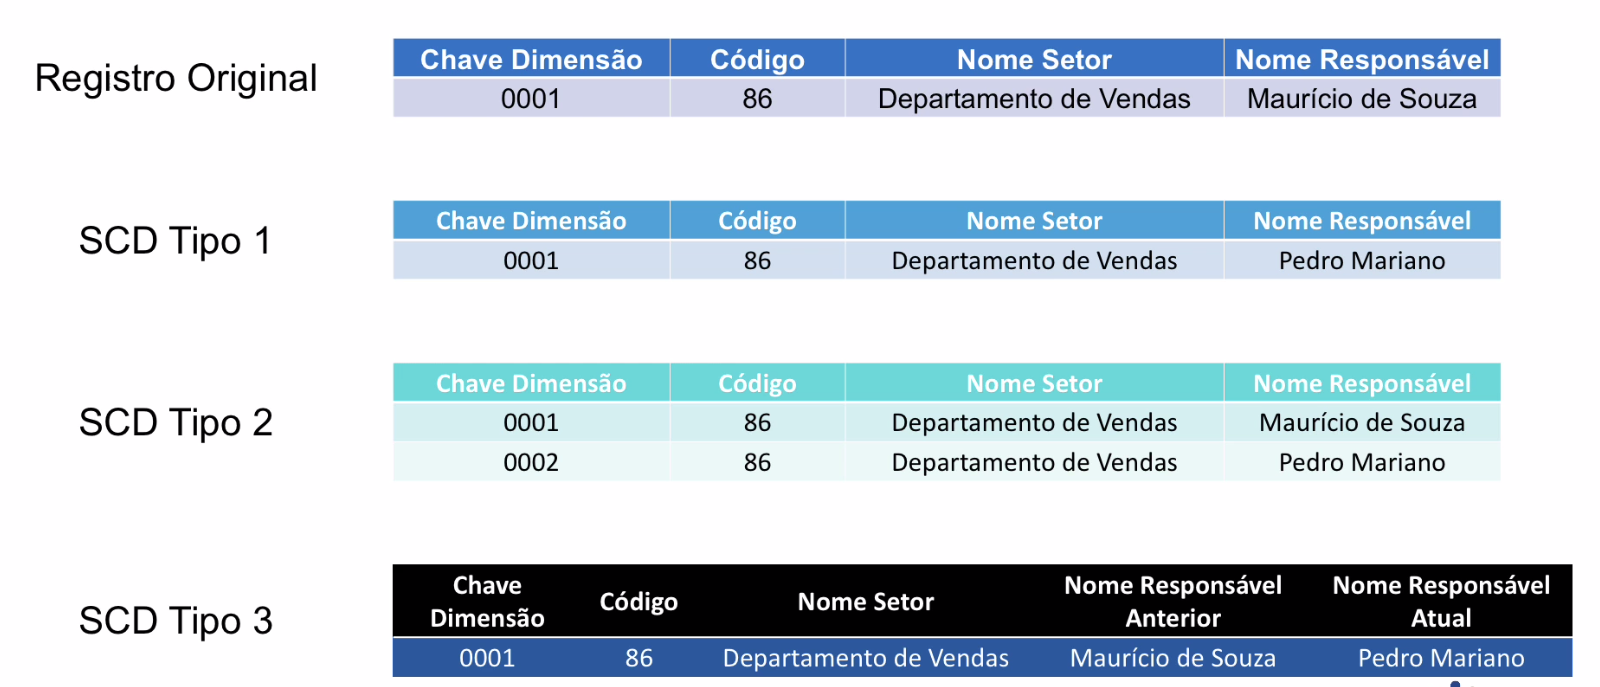 Registro Original
Chave Dimensão Código Nome Setor Nome Responsável
0001 86 Departamento de Vendas Maurício de Souza
SCD Tipo 1
Chave Dimensão Código Nome Setor Nome Responsável
0001 86 Departamento de Vendas Pedro Mariano
SCD Tipo 2
Chave Dimensão Código Nome Setor Nome Responsável
0001 86 Departamento de Vendas Maurício de Souza
0002 86 Departamento de Vendas Pedro Mariano
SCD Tipo 3
Chave Dimensão Código Nome Setor Nome Responsável Anterior Nome Responsável Atual
0001 86 Departamento de Vendas Maurício de Souza Pedro Mariano